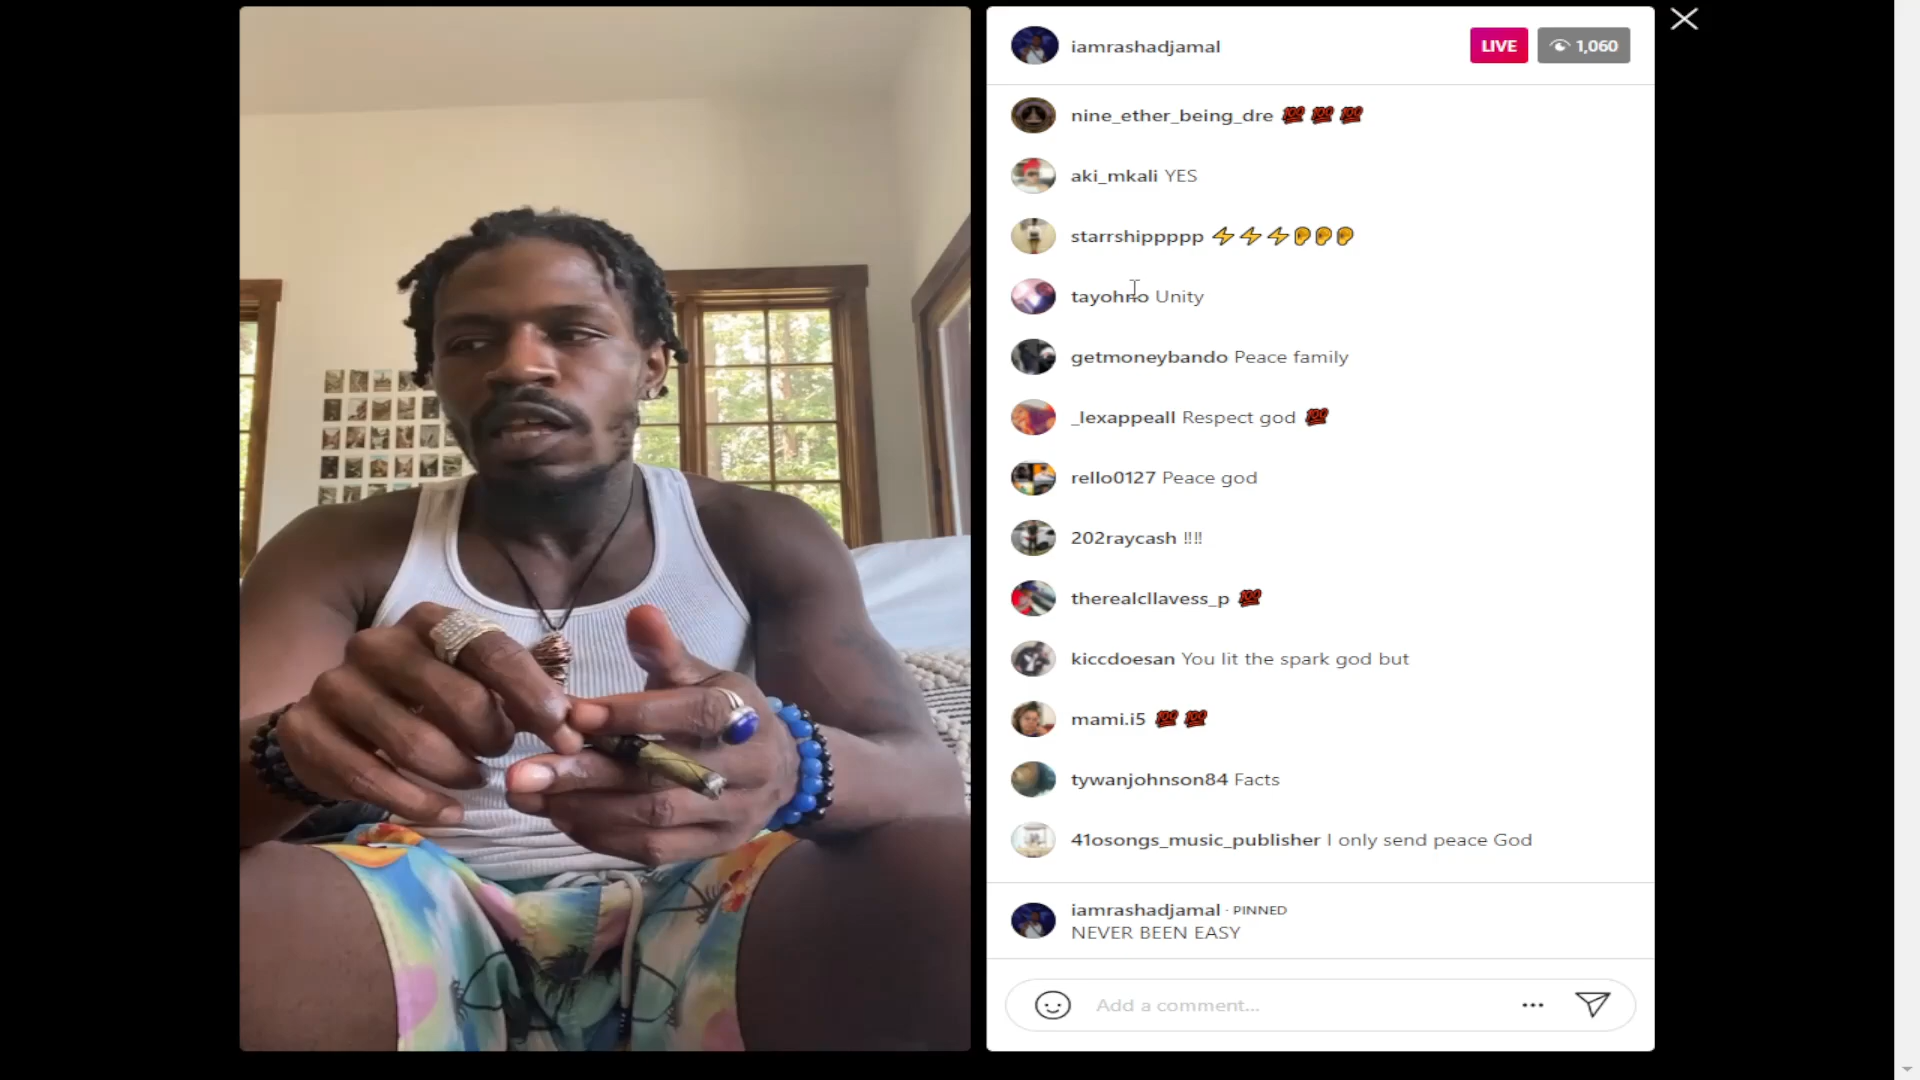 iamrashadjamal
LIVE
1,060
nine_ether_being_dre 💯 💯 💯
aki_mkali YES
starrshippppp ⚡⚡⚡✊✊✊
tayohno Unity
getmoneybando Peace family
_lexappeall Respect god 💯
rello0127 Peace god
202raycash !!!!
therealcllavess_p 💯
kiccdoesan You lit the spark god but
mami.i5 💯 💯
tywanjohnson84 Facts
41osongs_music_publisher I only send peace God
iamrashadjamal · PINNED
NEVER BEEN EASY
Add a comment...